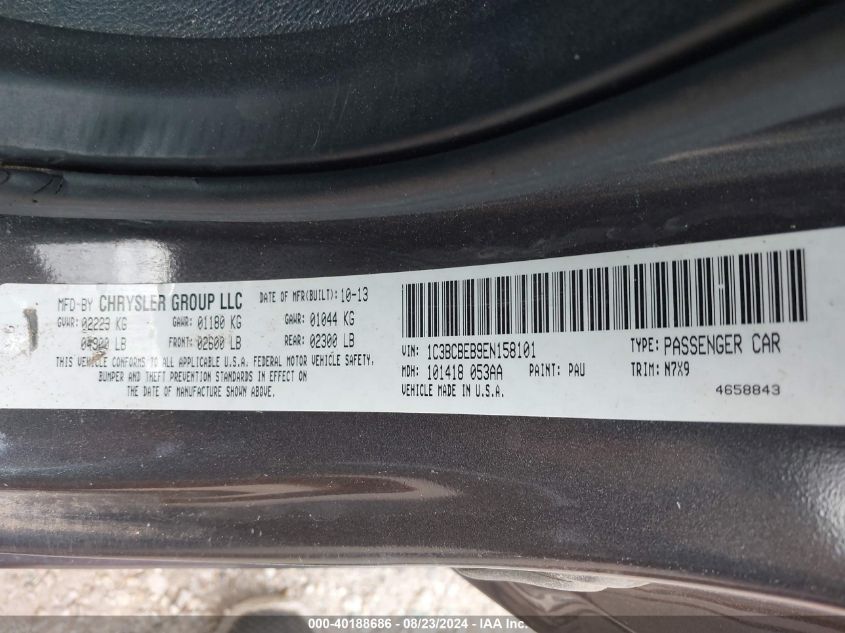 MFD-BY CHRYSLER GROUP LLC DATE OF MFR(BUILT): 10-13
GVWR: 02223 KG GAWR: 01180 KG GAWR: 01044 KG
04900 LB FRONT: 02600 LB REAR: 02300 LB
THIS VEHICLE CONFORMS TO ALL APPLICABLE U.S.A. FEDERAL MOTOR VEHICLE SAFETY,
BUMPER AND THEFT PREVENTION STANDARDS IN EFFECT ON
THE DATE OF MANUFACTURE SHOWN ABOVE.
VIN: 1C3BCBEB9EN158101 TYPE: PASSENGER CAR
MDH: 101418 053AA PAINT: PAU TRIM: N7X9
VEHICLE MADE IN U.S.A. 4658843
000-40188686 - 08/23/2024 - IAA Inc.